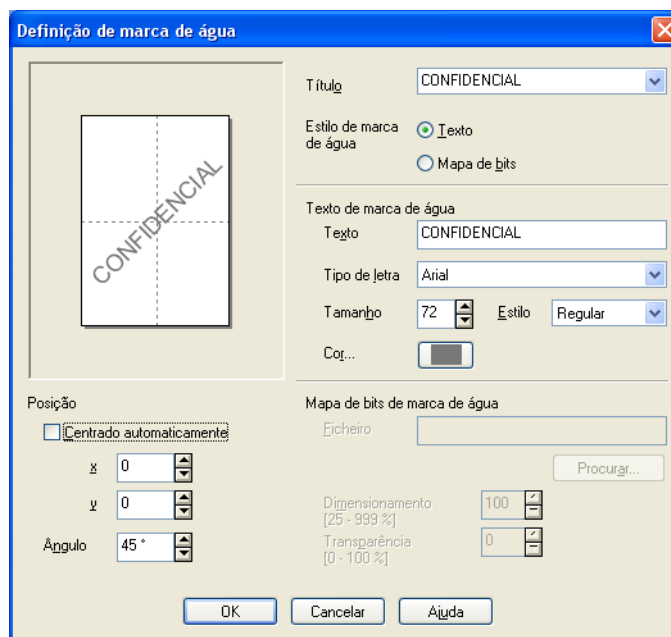 Definição de marca de água
CONFIDENCIAL
Título CONFIDENCIAL
Estilo de marca
de água
Texto
Mapa de bits
Texto de marca de água
Texto CONFIDENCIAL
Tipo de letra Arial
Tamanho 72 Estilo Regular
Cor...
Posição
Centrado automaticamente
x 0
y 0
Ângulo 45 °
Mapa de bits de marca de água
Ficheiro
Procurar...
Dimensionamento 100
[25 - 999 %]
Transparência 0
[0 - 100 %]
OK Cancelar Ajuda